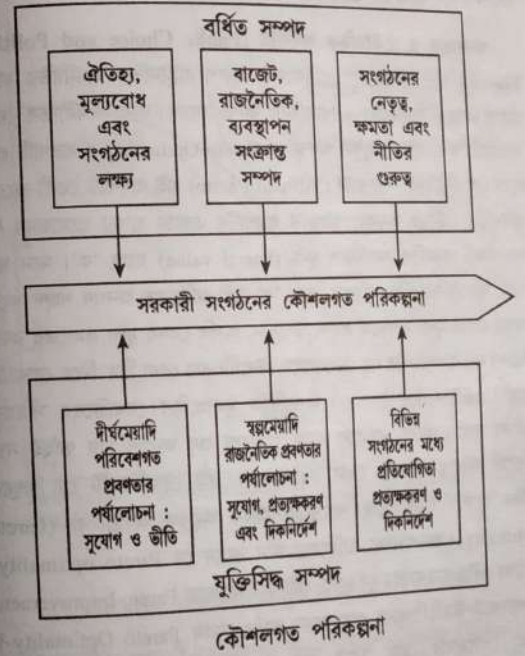 বর্ধিত সম্পদ
ঐতিহ্য,
মূল্যবোধ
এবং
সংগঠনের
লক্ষ্য
বাজেট,
রাজনৈতিক,
ব্যবস্থাপন
সংক্রান্ত
সম্পদ
সংগঠনের
নেতৃত্ব,
ক্ষমতা এবং
নীতির
গুরুত্ব
সরকারী সংগঠনের কৌশলগত পরিকল্পনা
দীর্ঘমেয়াদি
পরিবেশগত
প্রবণতার
পর্যালোচনা :
সুযোগ ও ভীতি
স্বল্পমেয়াদি
রাজনৈতিক প্রবণতার
পর্যালোচনা :
সুযোগ, প্রত্যক্ষকরণ
এবং দিকনির্দেশ
বিভিন্ন
সংগঠনের মধ্যে
প্রতিযোগিতা
প্রত্যক্ষকরণ ও
দিকনির্দেশ
যুক্তিসিদ্ধ সম্পদ
কৌশলগত পরিকল্পনা